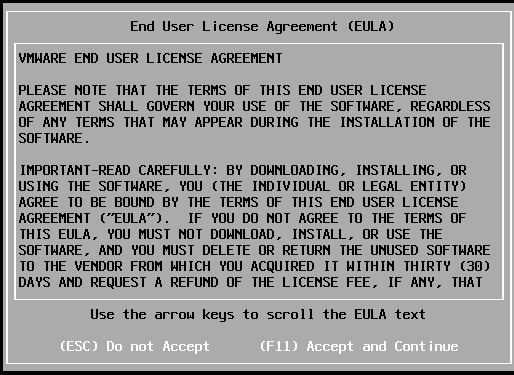 End User License Agreement (EULA)
VMWARE END USER LICENSE AGREEMENT
PLEASE NOTE THAT THE TERMS OF THIS END USER LICENSE
AGREEMENT SHALL GOVERN YOUR USE OF THE SOFTWARE, REGARDLESS
OF ANY TERMS THAT MAY APPEAR DURING THE INSTALLATION OF THE
SOFTWARE.
IMPORTANT-READ CAREFULLY: BY DOWNLOADING, INSTALLING, OR
USING THE SOFTWARE, YOU (THE INDIVIDUAL OR LEGAL ENTITY)
AGREE TO BE BOUND BY THE TERMS OF THIS END USER LICENSE
AGREEMENT ("EULA"). IF YOU DO NOT AGREE TO THE TERMS OF
THIS EULA, YOU MUST NOT DOWNLOAD, INSTALL, OR USE THE
SOFTWARE, AND YOU MUST DELETE OR RETURN THE UNUSED SOFTWARE
TO THE VENDOR FROM WHICH YOU ACQUIRED IT WITHIN THIRTY (30)
DAYS AND REQUEST A REFUND OF THE LICENSE FEE, IF ANY, THAT
Use the arrow keys to scroll the EULA text
(ESC) Do not Accept (F11) Accept and Continue